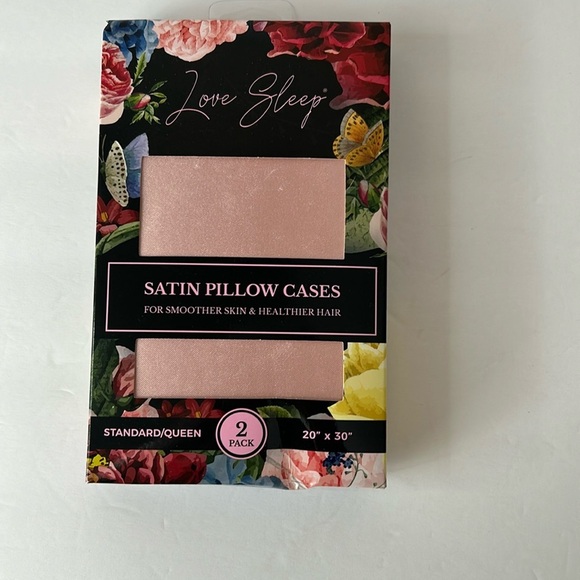 Love Sleep®
SATIN PILLOW CASES
FOR SMOOTHER SKIN & HEALTHIER HAIR
STANDARD/QUEEN
2
PACK
20" x 30"